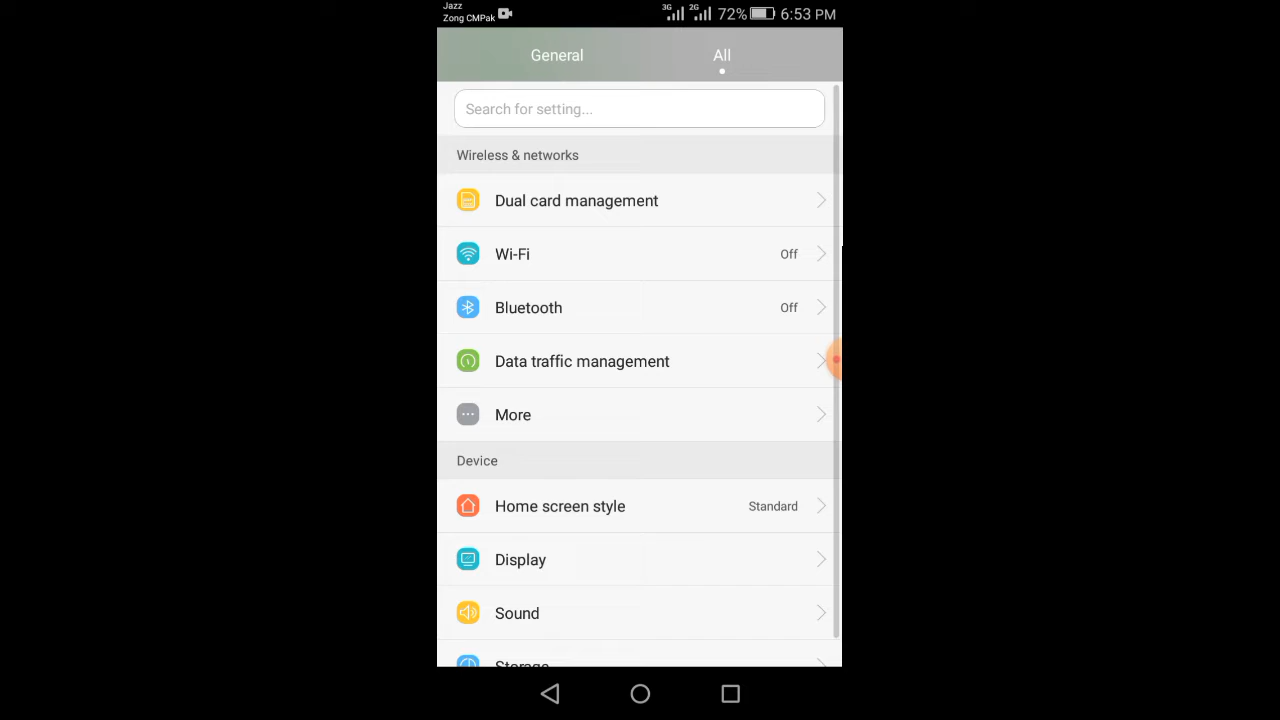 Jazz
Zong CMPak
3G 2G 72% 6:53 PM
General All
Search for setting...
Wireless & networks
Dual card management
Wi-Fi Off
Bluetooth Off
Data traffic management
More
Device
Home screen style Standard
Display
Sound
Storage